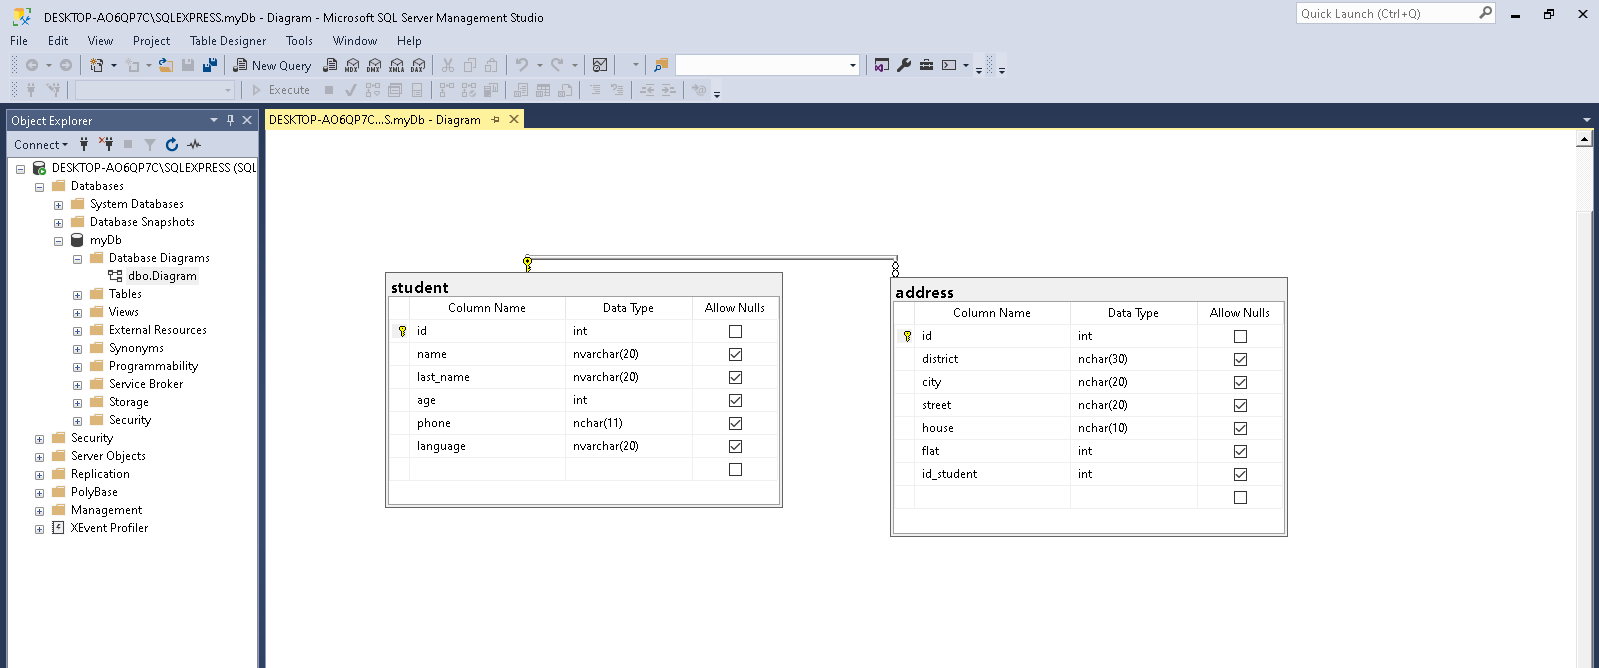 DESKTOP-AO6QP7C\SQLEXPRESS.myDb - Diagram - Microsoft SQL Server Management Studio
Quick Launch (Ctrl+Q)
File Edit View Project Table Designer Tools Window Help
New Query MDX DMX XMLA DAX
Execute
Object Explorer
DESKTOP-AO6QP7C...S.myDb - Diagram
Connect
DESKTOP-AO6QP7C\SQLEXPRESS (SQL
Databases
System Databases
Database Snapshots
myDb
Database Diagrams
dbo.Diagram
Tables
Views
External Resources
Synonyms
Programmability
Service Broker
Storage
Security
Security
Server Objects
Replication
PolyBase
Management
XEvent Profiler
student
Column Name Data Type Allow Nulls
id int
name nvarchar(20)
last_name nvarchar(20)
age int
phone nchar(11)
language nvarchar(20)
address
Column Name Data Type Allow Nulls
id int
district nchar(30)
city nchar(20)
street nchar(20)
house nchar(10)
flat int
id_student int